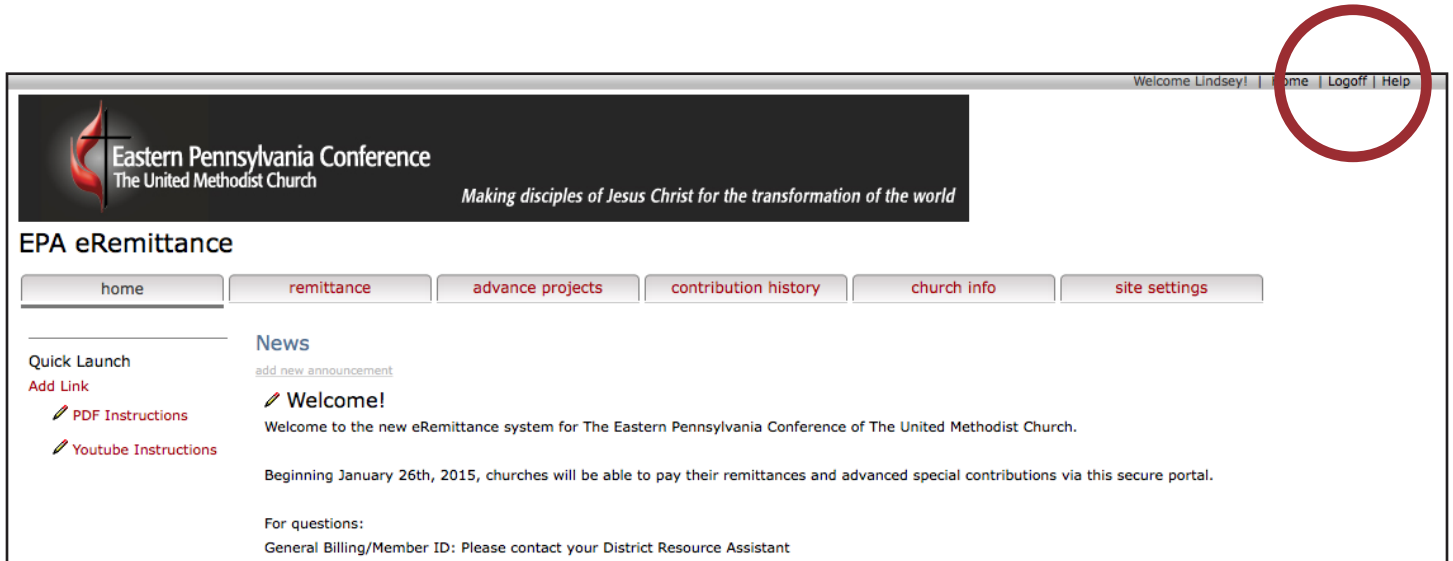 Welcome Lindsey! | Home | Logoff | Help
Eastern Pennsylvania Conference
The United Methodist Church
Making disciples of Jesus Christ for the transformation of the world
EPA eRemittance
home remittance advance projects contribution history church info site settings
Quick Launch
Add Link
PDF Instructions
Youtube Instructions
News
add new announcement
Welcome!
Welcome to the new eRemittance system for The Eastern Pennsylvania Conference of The United Methodist Church.
Beginning January 26th, 2015, churches will be able to pay their remittances and advanced special contributions via this secure portal.
For questions:
General Billing/Member ID: Please contact your District Resource Assistant